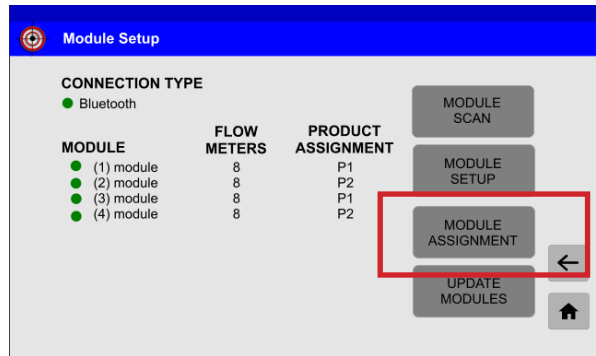 Module Setup
CONNECTION TYPE
Bluetooth
MODULE FLOW METERS PRODUCT ASSIGNMENT
(1) module 8 P1
(2) module 8 P2
(3) module 8 P1
(4) module 8 P2
MODULE
SCAN
MODULE
SETUP
MODULE
ASSIGNMENT
UPDATE
MODULES